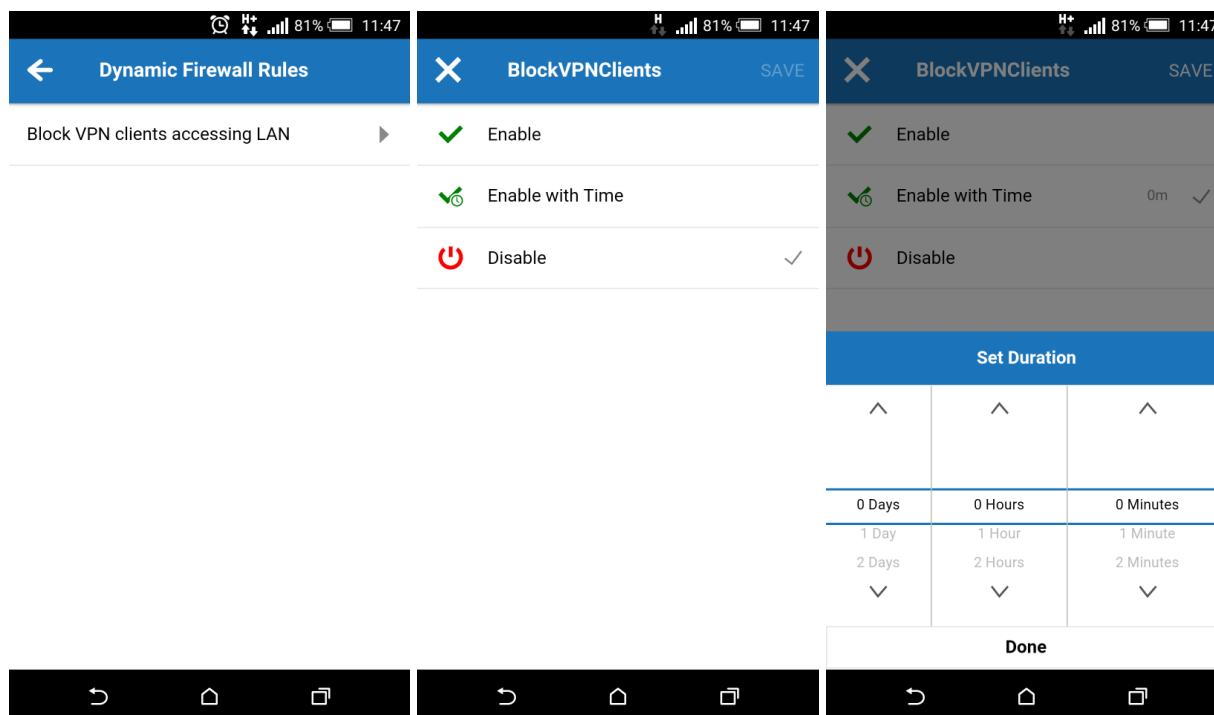 H+ 81% 11:47
Dynamic Firewall Rules
Block VPN clients accessing LAN
H 81% 11:47
BlockVPNClients SAVE
Enable
Enable with Time
Disable
H+ 81% 11:47
BlockVPNClients SAVE
Enable
Enable with Time 0m
Disable
Set Duration
0 Days 0 Hours 0 Minutes
1 Day 1 Hour 1 Minute
2 Days 2 Hours 2 Minutes
Done